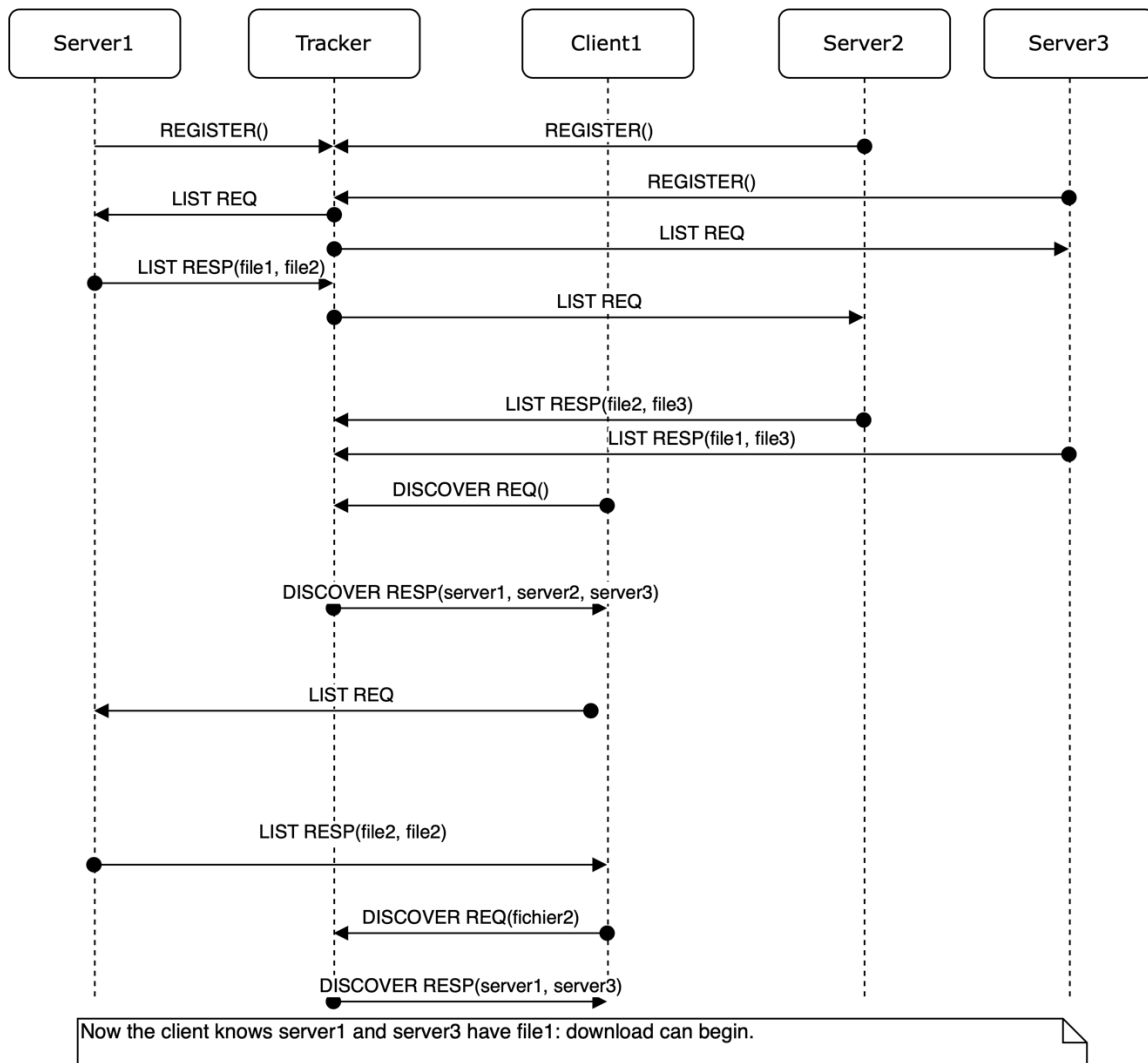 Server1
Tracker
Client1
Server2
Server3
REGISTER()
REGISTER()
REGISTER()
LIST REQ
LIST REQ
LIST RESP(file1, file2)
LIST REQ
LIST RESP(file2, file3)
LIST RESP(file1, file3)
DISCOVER REQ()
DISCOVER RESP(server1, server2, server3)
LIST REQ
LIST RESP(file2, file2)
DISCOVER REQ(fichier2)
DISCOVER RESP(server1, server3)
Now the client knows server1 and server3 have file1: download can begin.